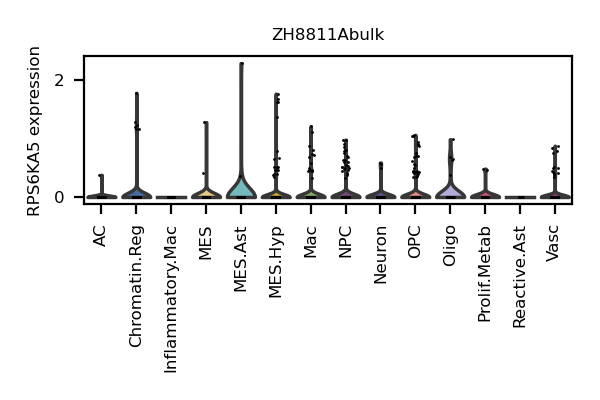 ZH8811Abulk
RPS6KA5 expression
2
0
AC
Chromatin.Reg
Inflammatory.Mac
MES
MES.Ast
MES.Hyp
Mac
NPC
Neuron
OPC
Oligo
Prolif.Metab
Reactive.Ast
Vasc